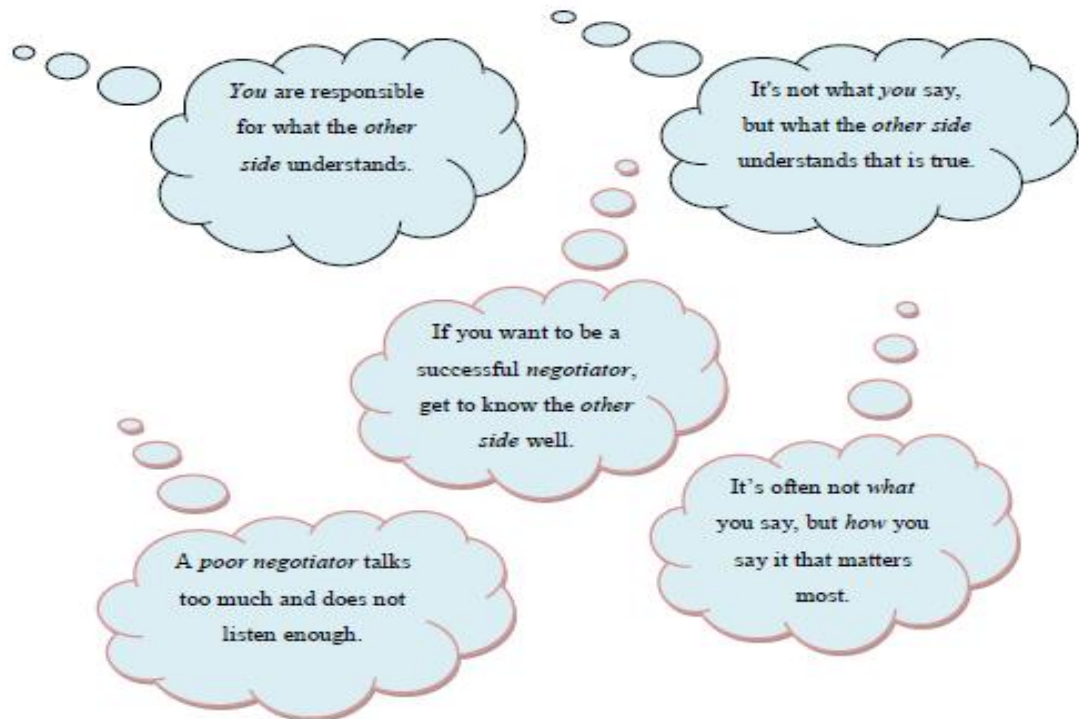 You are responsible
for what the other
side understands.
It's not what you say,
but what the other side
understands that is true.
If you want to be a
successful negotiator,
get to know the other
side well.
It’s often not what
you say, but how you
say it that matters
most.
A poor negotiator talks
too much and does not
listen enough.